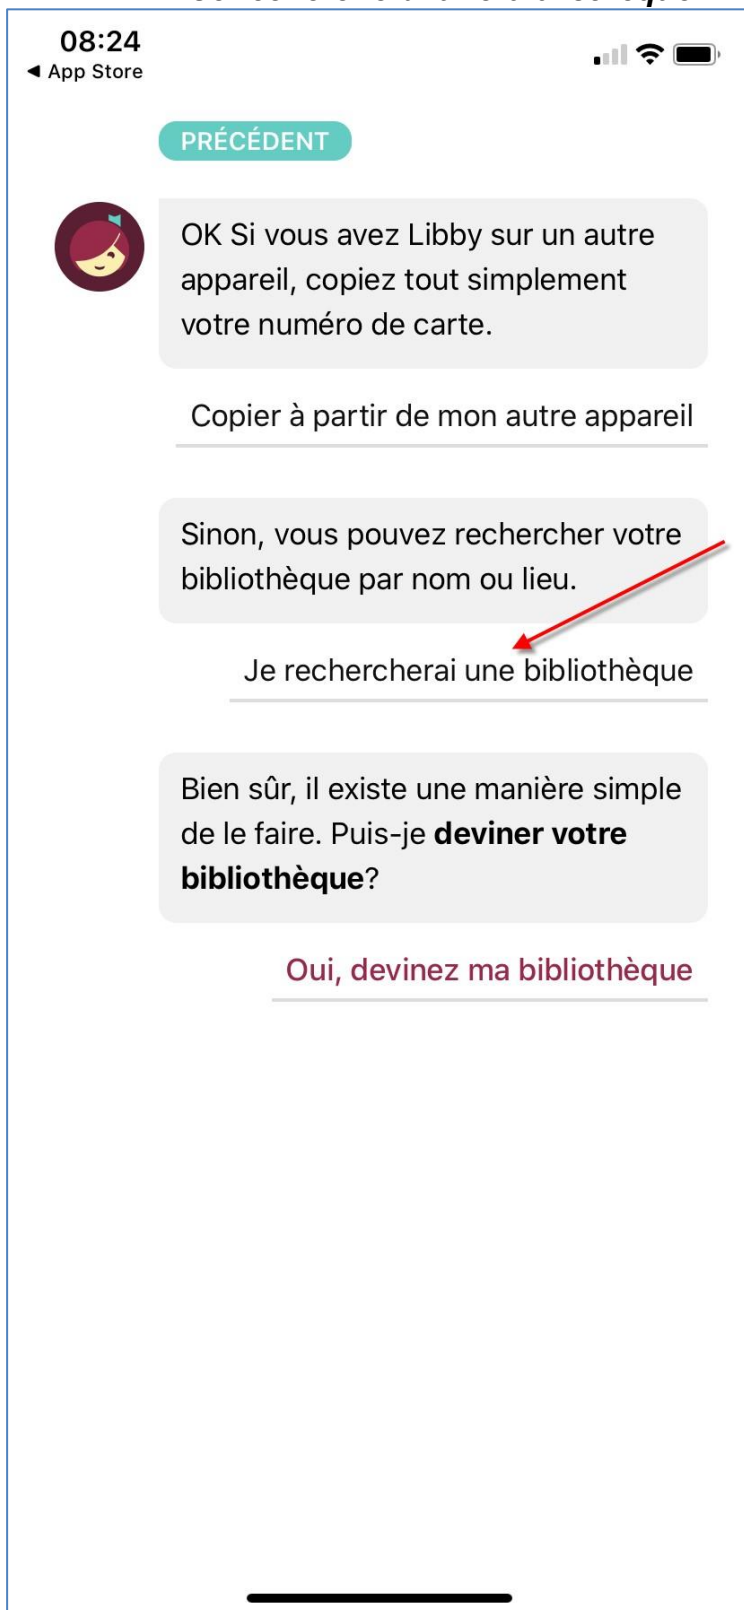 08:24
◀ App Store
PRÉCÉDENT
OK Si vous avez Libby sur un autre
appareil, copiez tout simplement
votre numéro de carte.
Copier à partir de mon autre appareil
Sinon, vous pouvez rechercher votre
bibliothèque par nom ou lieu.
Je rechercherai une bibliothèque
Bien sûr, il existe une manière simple
de le faire. Puis-je deviner votre
bibliothèque?
Oui, devinez ma bibliothèque